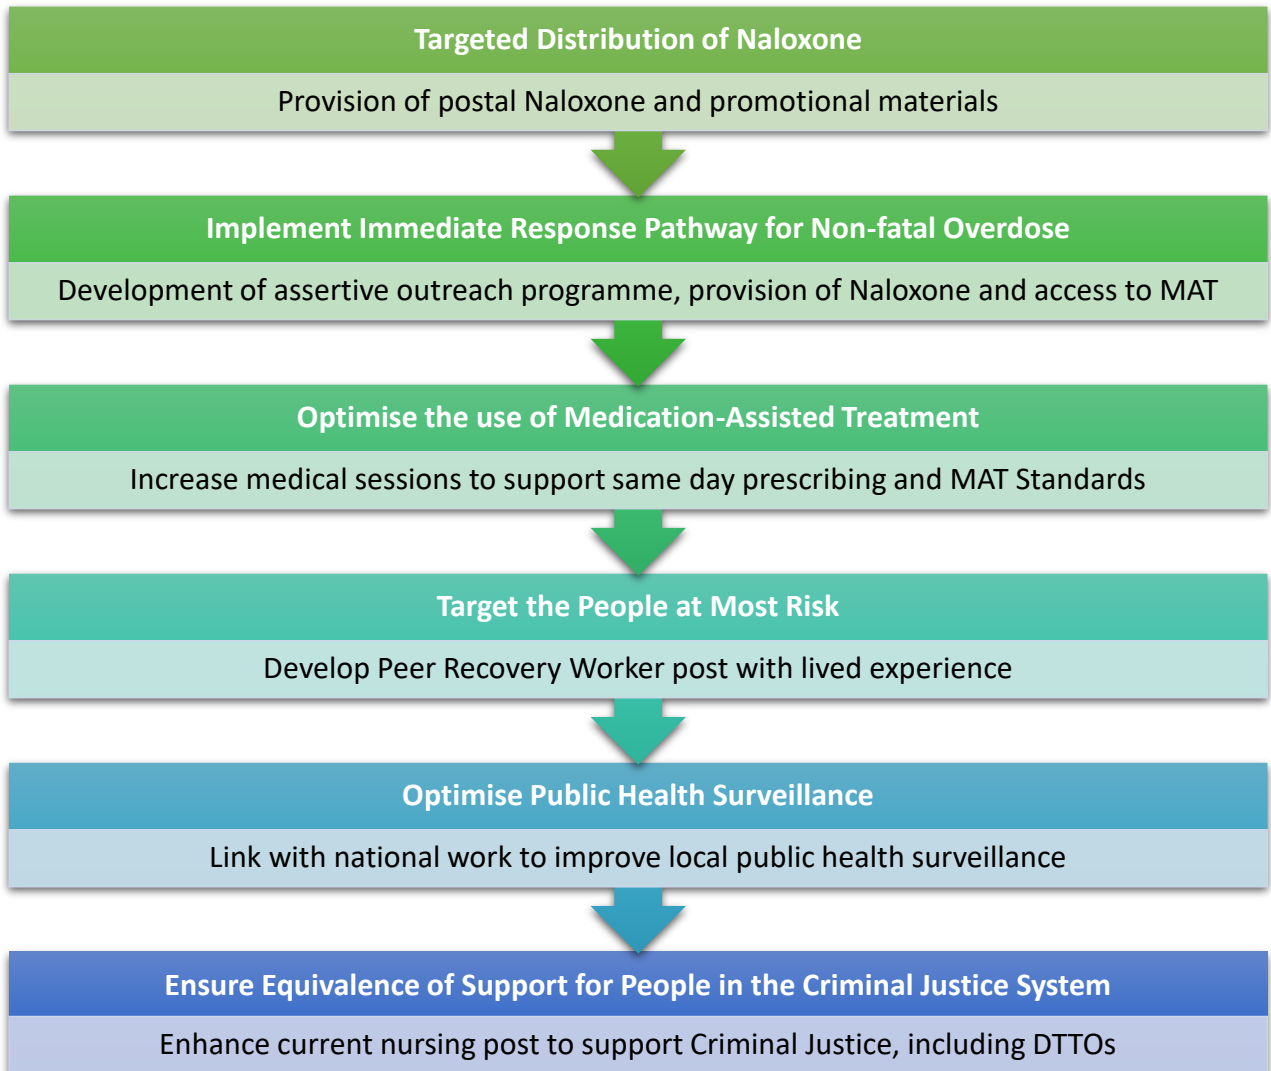 Targeted Distribution of Naloxone
Provision of postal Naloxone and promotional materials
Implement Immediate Response Pathway for Non-fatal Overdose
Development of assertive outreach programme, provision of Naloxone and access to MAT
Optimise the use of Medication-Assisted Treatment
Increase medical sessions to support same day prescribing and MAT Standards
Target the People at Most Risk
Develop Peer Recovery Worker post with lived experience
Optimise Public Health Surveillance
Link with national work to improve local public health surveillance
Ensure Equivalence of Support for People in the Criminal Justice System
Enhance current nursing post to support Criminal Justice, including DTTOs